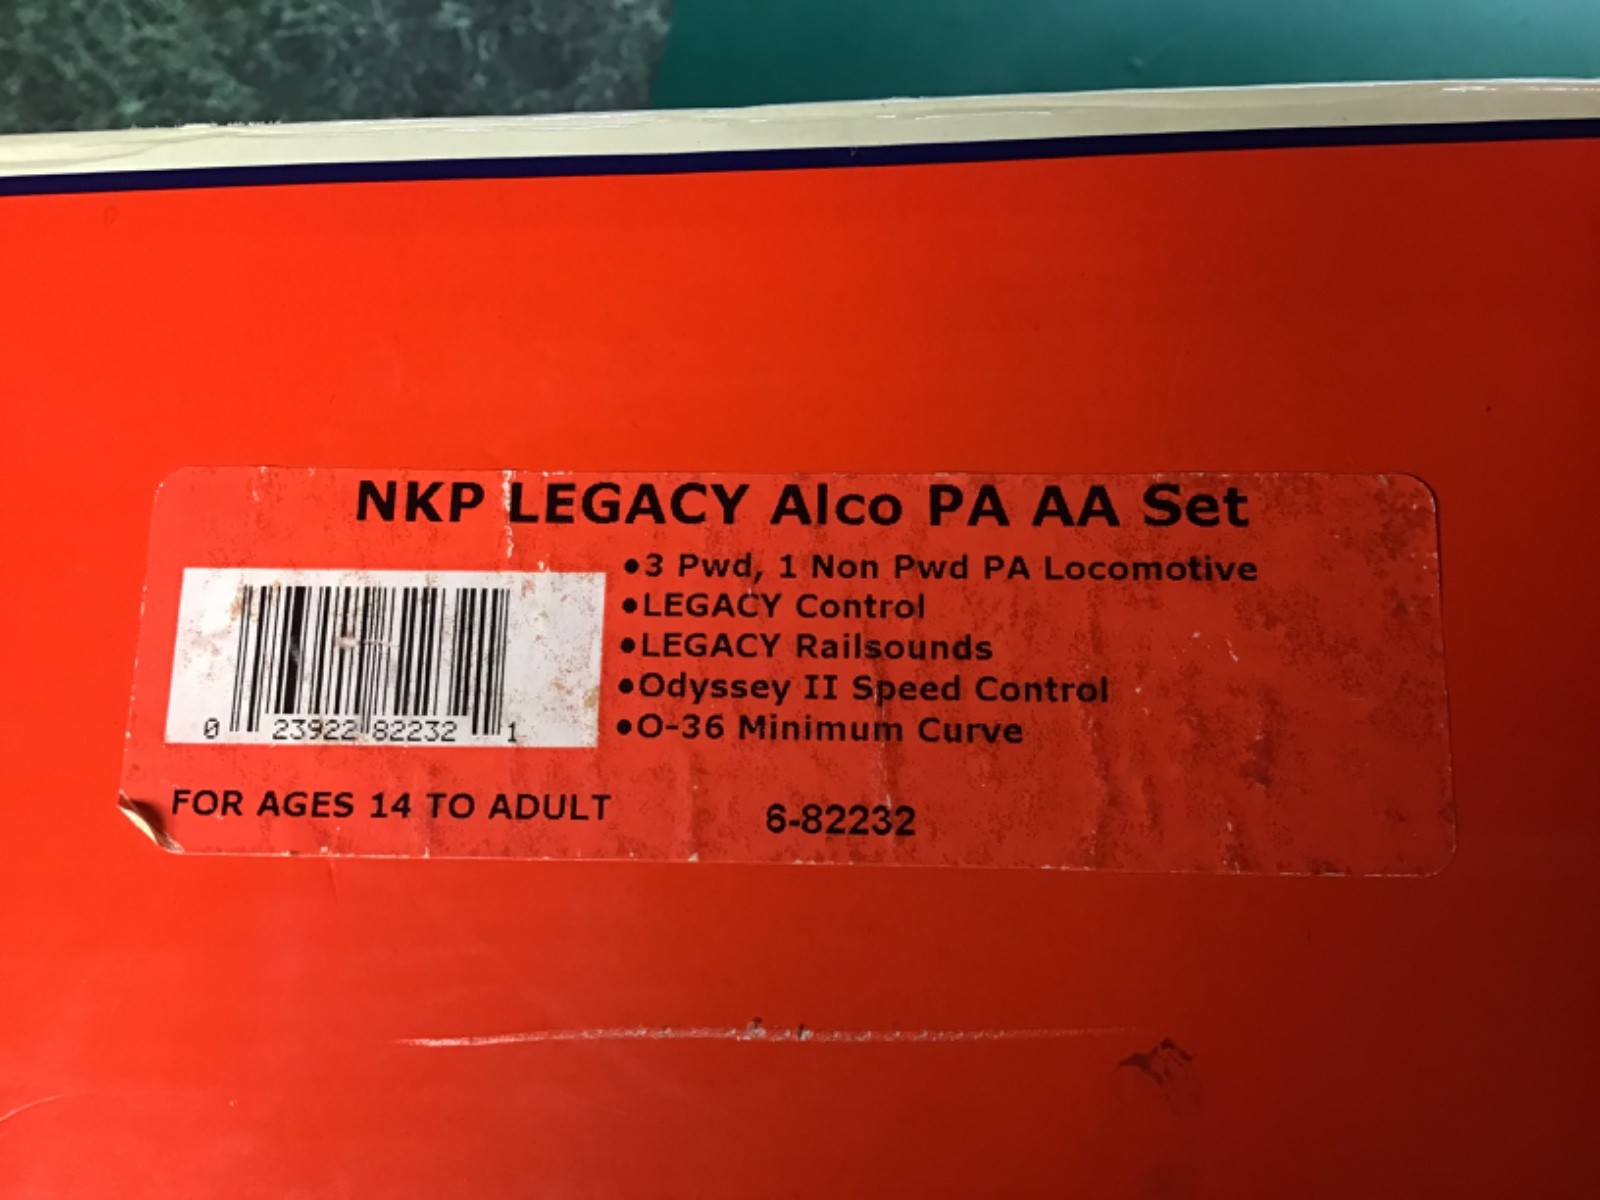 NKP LEGACY Alco PA AA Set
•3 Pwd, 1 Non Pwd PA Locomotive
•LEGACY Control
•LEGACY Railsounds
•Odyssey II Speed Control
•O-36 Minimum Curve
0 23922 82232 1
FOR AGES 14 TO ADULT
6-82232